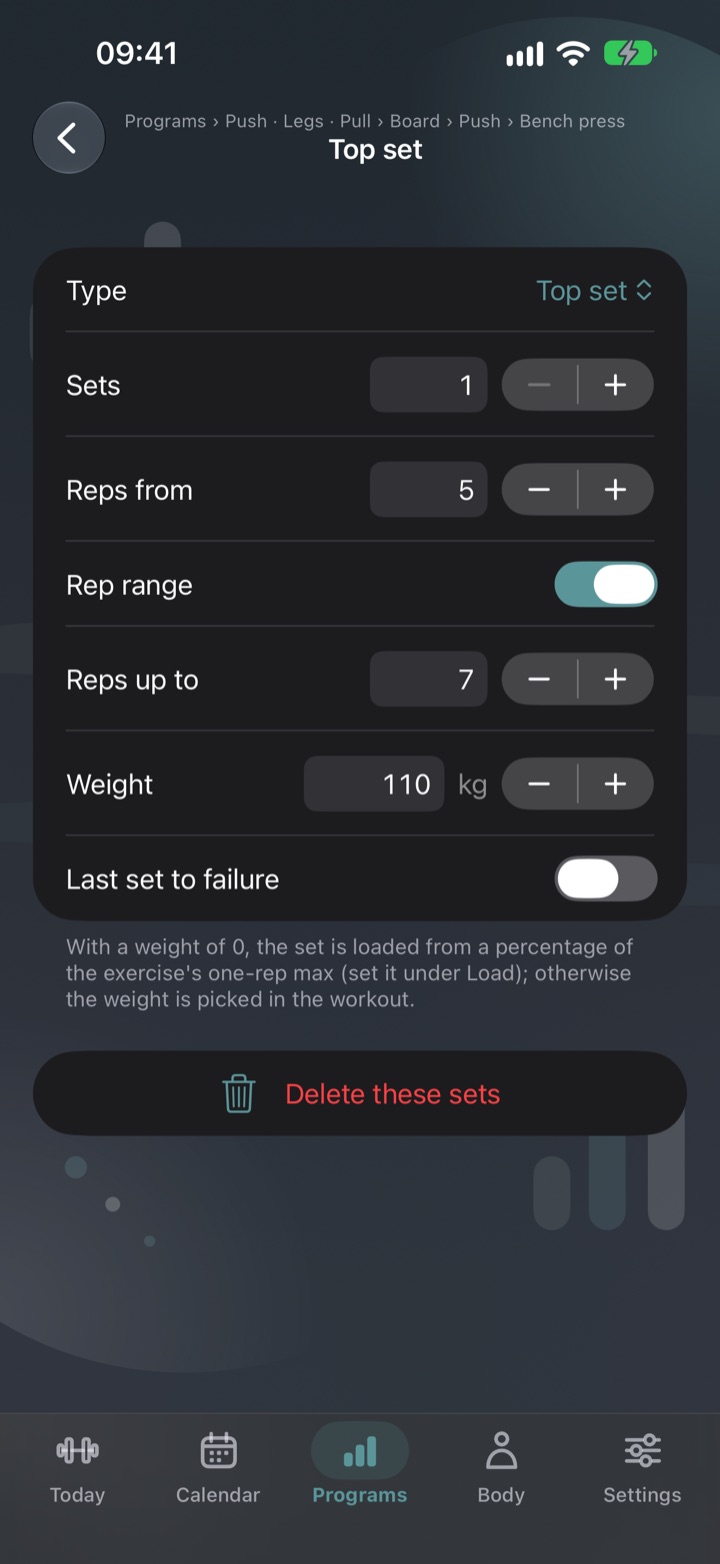 09:41
Programs › Push · Legs · Pull › Board › Push › Bench press
Top set
Type
Top set
Sets
1
Reps from
5
Rep range
Reps up to
7
Weight
110 kg
Last set to failure
With a weight of 0, the set is loaded from a percentage of
the exercise's one-rep max (set it under Load); otherwise
the weight is picked in the workout.
Delete these sets
Today
Calendar
Programs
Body
Settings